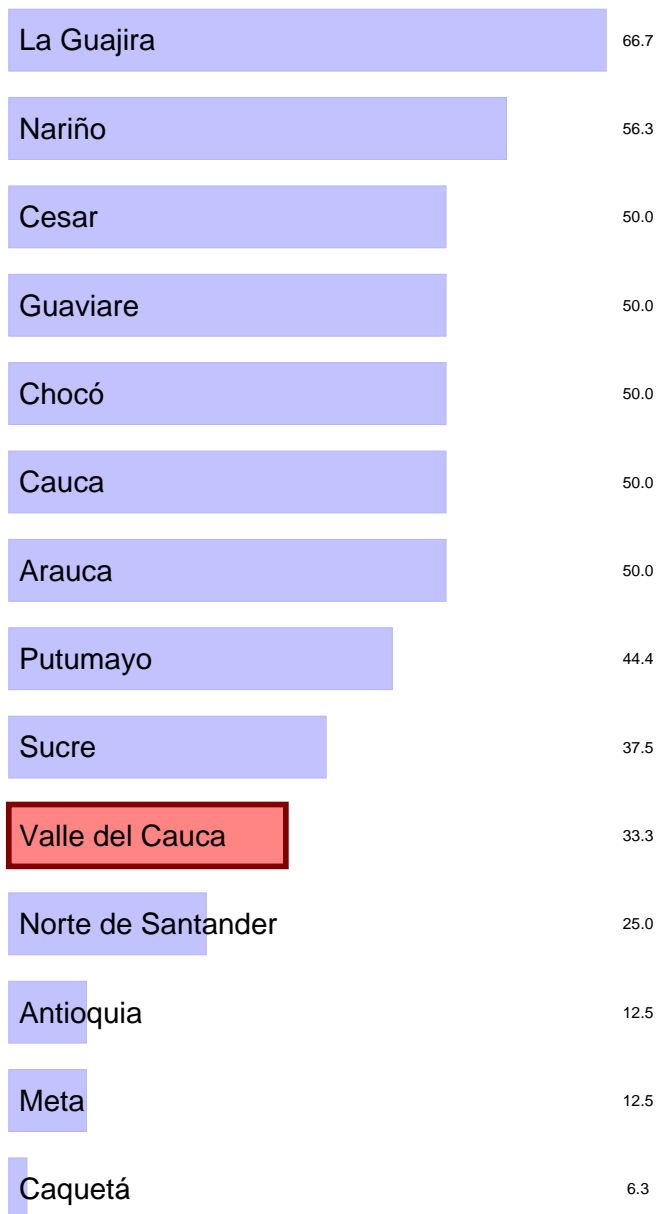 La Guajira 66.7
Nariño 56.3
Cesar 50.0
Guaviare 50.0
Chocó 50.0
Cauca 50.0
Arauca 50.0
Putumayo 44.4
Sucre 37.5
Valle del Cauca 33.3
Norte de Santander 25.0
Antioquia 12.5
Meta 12.5
Caquetá 6.3